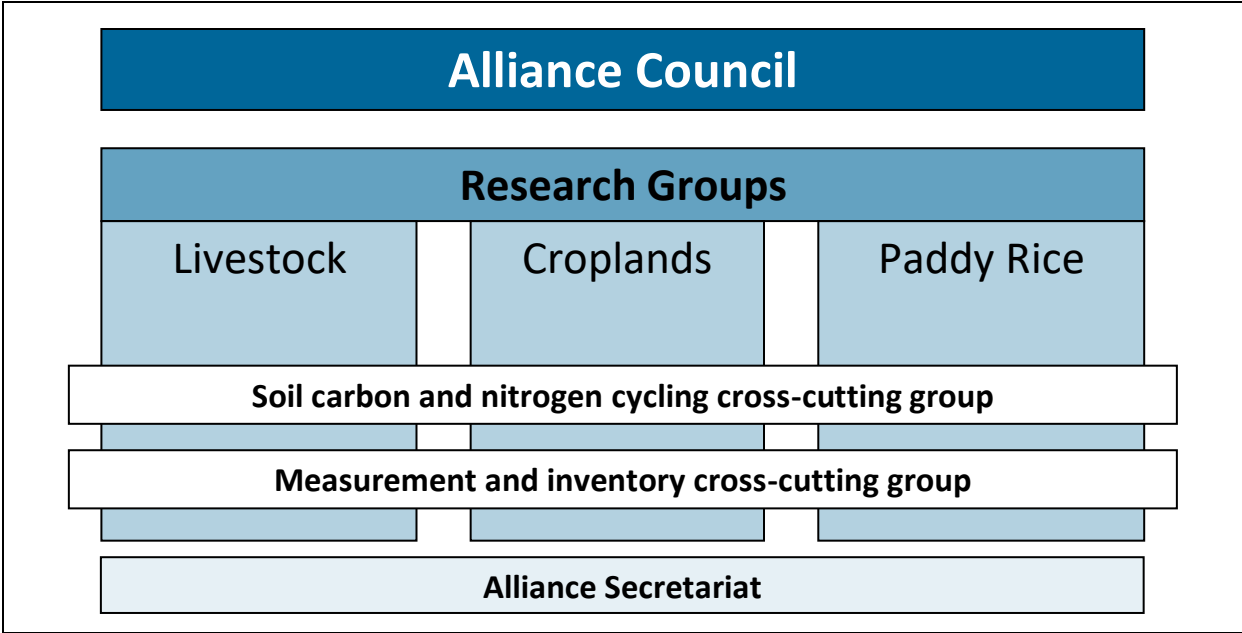 Alliance Council
Research Groups
Livestock
Croplands
Paddy Rice
Soil carbon and nitrogen cycling cross-cutting group
Measurement and inventory cross-cutting group
Alliance Secretariat